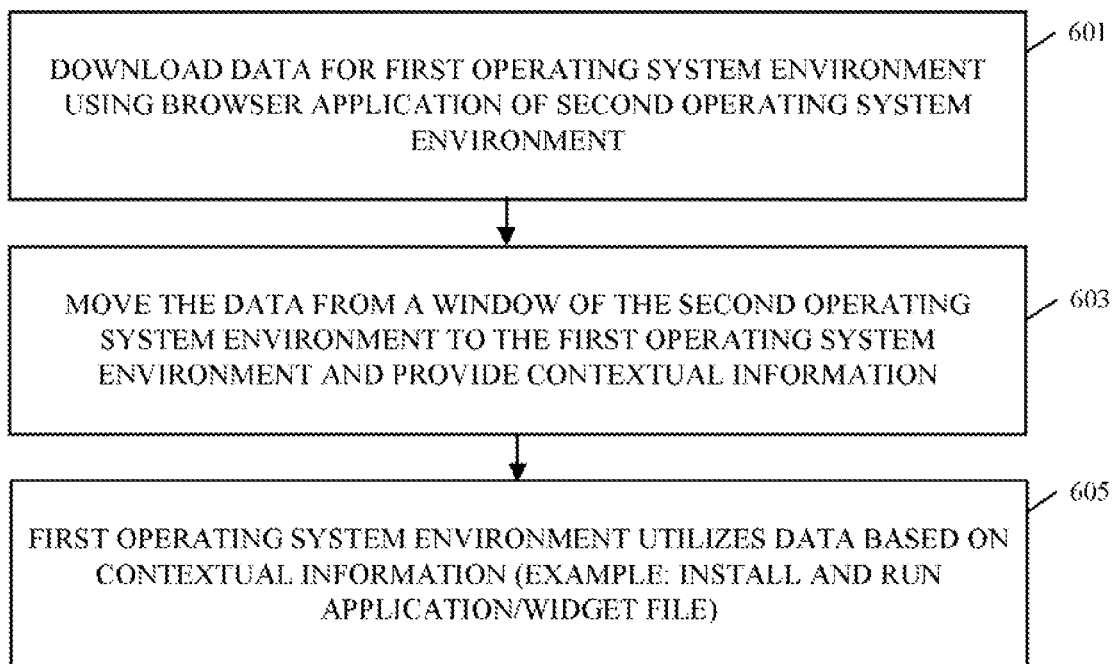 601
DOWNLOAD DATA FOR FIRST OPERATING SYSTEM ENVIRONMENT
USING BROWSER APPLICATION OF SECOND OPERATING SYSTEM
ENVIRONMENT
603
MOVE THE DATA FROM A WINDOW OF THE SECOND OPERATING
SYSTEM ENVIRONMENT TO THE FIRST OPERATING SYSTEM
ENVIRONMENT AND PROVIDE CONTEXTUAL INFORMATION
605
FIRST OPERATING SYSTEM ENVIRONMENT UTILIZES DATA BASED ON
CONTEXTUAL INFORMATION (EXAMPLE: INSTALL AND RUN
APPLICATION/WIDGET FILE)